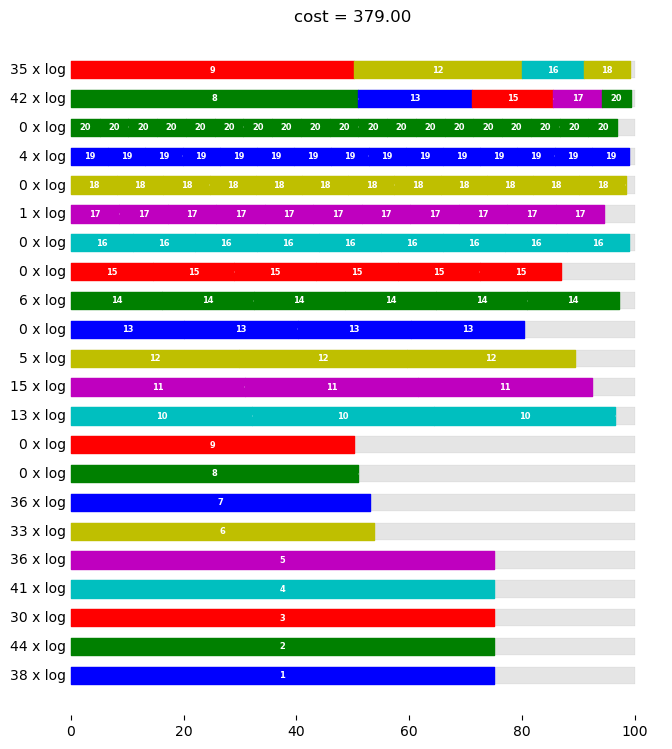 cost = 379.00
35 x log 9 12 16 18
42 x log 8 13 15 17 20
0 x log 20 20 20 20 20 20 20 20 20 20 20 20 20 20 20 20 20 20 20
4 x log 19 19 19 19 19 19 19 19 19 19 19 19 19 19 19
0 x log 18 18 18 18 18 18 18 18 18 18 18 18
1 x log 17 17 17 17 17 17 17 17 17 17 17
0 x log 16 16 16 16 16 16 16 16 16
0 x log 15 15 15 15 15 15
6 x log 14 14 14 14 14 14
0 x log 13 13 13 13
5 x log 12 12 12
15 x log 11 11 11
13 x log 10 10 10
0 x log 9
0 x log 8
36 x log 7
33 x log 6
36 x log 5
41 x log 4
30 x log 3
44 x log 2
38 x log 1
0 20 40 60 80 100